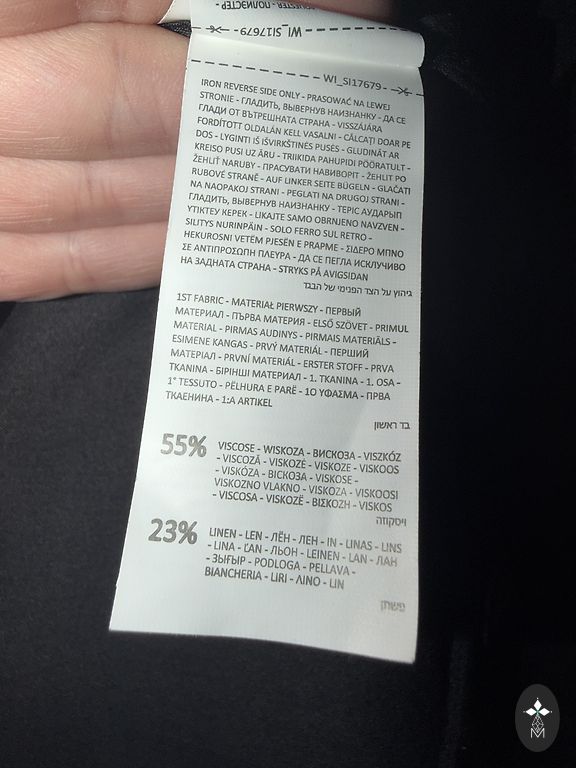 ESTER - ПОЛИЭСТЕР
WI_SI17679
WI_SI17679
IRON REVERSE SIDE ONLY - PRASOWAĆ NA LEWEJ
STRONIE - ГЛАДИТЬ, ВЫВЕРНУВ НАИЗНАНКУ - ДА СЕ
ГЛАДИ ОТ ВЪТРЕШНАТА СТРАНА - VISSZÁJÁRA
FORDÍTOTT OLDALÁN KELL VASALNI - CĂLCAȚI DOAR PE
DOS - LYGINTI IŠ IŠVIRKŠTINĖS PUSĖS - GLUDINĀT AR
KREISO PUSI UZ ĀRU - TRIIKIDA PAHUPIDI PÖÖRATULT -
ŽEHLIŤ NARUBY - ПРАСУВАТИ НАВИВОРІТ - ŽEHLIT PO
RUBOVÉ STRANĚ - AUF LINKER SEITE BÜGELN - GLAČATI
NA NAOPAKOJ STRANI - PEGLATI NA DRUGOJ STRANI -
ГЛАДИТЬ, ВЫВЕРНУВ НАИЗНАНКУ - ТЕРІС АУДАРЫП
ҮТІКТЕУ КЕРЕК - LIKAJTE SAMO OBRNJENO NAVZVEN -
SILITYS NURINPÄIN - SOLO FERRO SUL RETRO -
HEKUROSNI VETËM PJESËN E PRAPME - ΣΙΔΕΡΟ ΜΠΝΟ
ΣΕ ΑΝΤΙΠΡΟΣΩΠΗ ΠΛΕΥΡΑ - ДА СЕ ПЕГЛА ИСКЛУЧИВО
НА ЗАДНАТА СТРАНА - STRYKS PÅ AVIGSIDAN
גיהוץ על הצד הפנימי של הבגד
1ST FABRIC - MATERIAŁ PIERWSZY - ПЕРВЫЙ
МАТЕРИАЛ - ПЪРВА МАТЕРИЯ - ELSŐ SZÖVET - PRIMUL
MATERIAL - PIRMAS AUDINYS - PIRMAIS MATERIĀLS -
ESIMENE KANGAS - PRVÝ MATERIÁL - ПЕРШИЙ
МАТЕРІАЛ - PRVNÍ MATERIÁL - ERSTER STOFF - PRVA
TKANINA - БІРІНШІ МАТЕРИАЛ - 1. TKANINA - 1. OSA -
1° TESSUTO - PËLHURA E PARË - 1Ο ΥΦΑΣΜΑ - ПРВА
ТКАЕНИНА - 1:A ARTIKEL
בד ראשון
55% VISCOSE - WISKOZA - ВИСКОЗА - VISZKÓZ
- VISCOZĂ - VISKOZĖ - VISKOZE - VISKOOS
- VISKÓZA - ВІСКОЗА - VISKOSE -
VISKOZNO VLAKNO - VISKOZA - VISKOOSI
- VISCOSA - VISKOZË - ΒΙΣΚΟΖΗ - VISKOS
ויסקוזה
23% LINEN - LEN - ЛЁН - ЛЕН - IN - LINAS - LINS
- LINA - ĽAN - ЛЬОН - LEINEN - LAN - ЛАН
- ЗЫҒЫР - PODLOGA - PELLAVA -
BIANCHERIA - LIRI - ΛΙΝΟ - LIN
פשתן
M